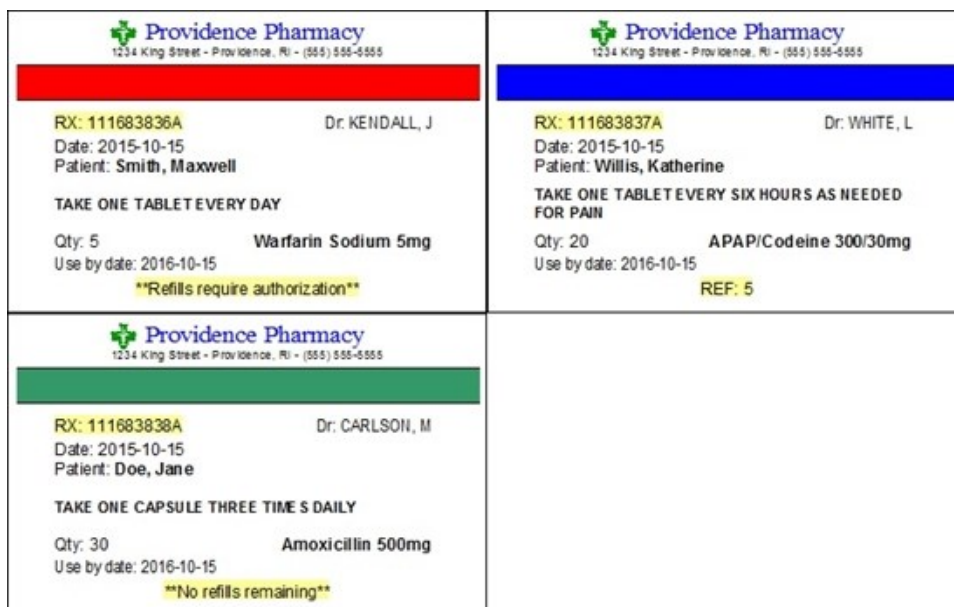 Providence Pharmacy
1234 King Street - Providence, RI - (555) 555-5555
RX: 111683836A Dr: KENDALL, J
Date: 2015-10-15
Patient: Smith, Maxwell
TAKE ONE TABLET EVERY DAY
Qty: 5 Warfarin Sodium 5mg
Use by date: 2016-10-15
**Refills require authorization**
Providence Pharmacy
1234 King Street - Providence, RI - (555) 555-5555
RX: 111683837A Dr: WHITE, L
Date: 2015-10-15
Patient: Willis, Katherine
TAKE ONE TABLET EVERY SIX HOURS AS NEEDED
FOR PAIN
Qty: 20 APAP/Codeine 300/30mg
Use by date: 2016-10-15
REF: 5
Providence Pharmacy
1234 King Street - Providence, RI - (555) 555-5555
RX: 111683838A Dr: CARLSON, M
Date: 2015-10-15
Patient: Doe, Jane
TAKE ONE CAPSULE THREE TIMES DAILY
Qty: 30 Amoxicillin 500mg
Use by date: 2016-10-15
**No refills remaining**